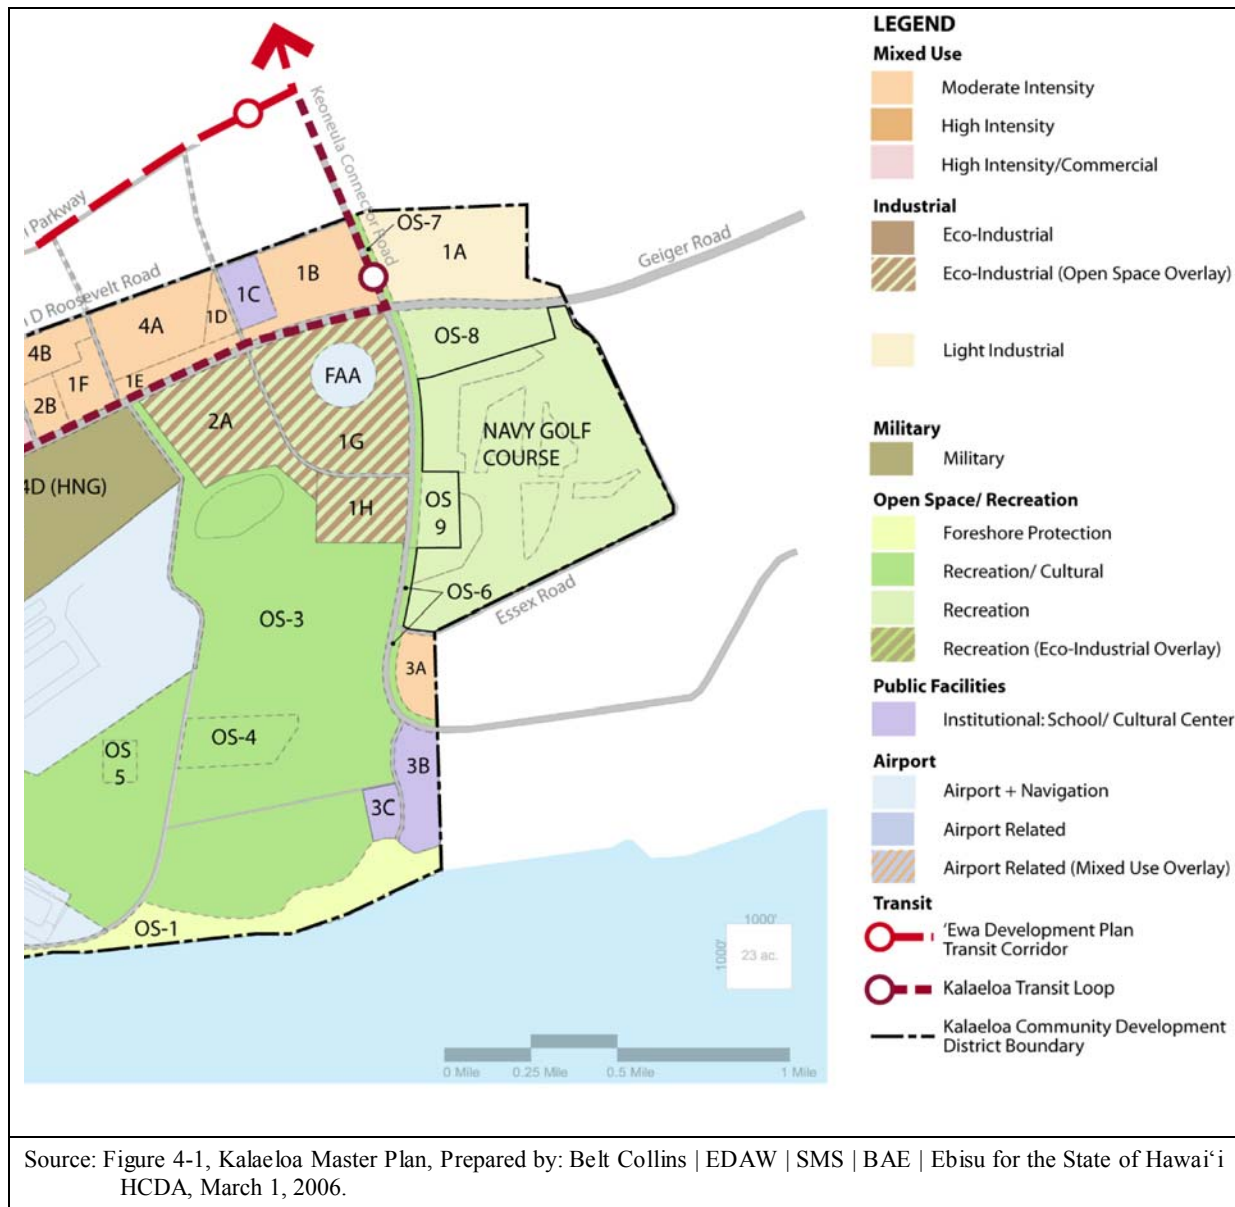 LEGEND
Mixed Use
Moderate Intensity
High Intensity
High Intensity/Commercial
Industrial
Eco-Industrial
Eco-Industrial (Open Space Overlay)
Light Industrial
Military
Military
Open Space/ Recreation
Foreshore Protection
Recreation/ Cultural
Recreation
Recreation (Eco-Industrial Overlay)
Public Facilities
Institutional: School/ Cultural Center
Airport
Airport + Navigation
Airport Related
Airport Related (Mixed Use Overlay)
Transit
'Ewa Development Plan
Transit Corridor
Kalaeloa Transit Loop
Kalaeloa Community Development
District Boundary
Keoneula Connector Road
Parkway
D Roosevelt Road
Geiger Road
OS-7
1A
1B
1C
1D
4A
4B
1E
1F
2B
OS-8
FAA
2A
1G
NAVY GOLF
COURSE
4D (HNG)
1H
OS
9
OS-6
Essex Road
OS-3
3A
OS-4
OS
5
3B
3C
OS-1
1000'
1000'
23 ac.
0 Mile
0.25 Mile
0.5 Mile
1 Mile
Source: Figure 4-1, Kalaeloa Master Plan, Prepared by: Belt Collins | EDAW | SMS | BAE | Ebisu for the State of Hawai‘i
HCDA, March 1, 2006.